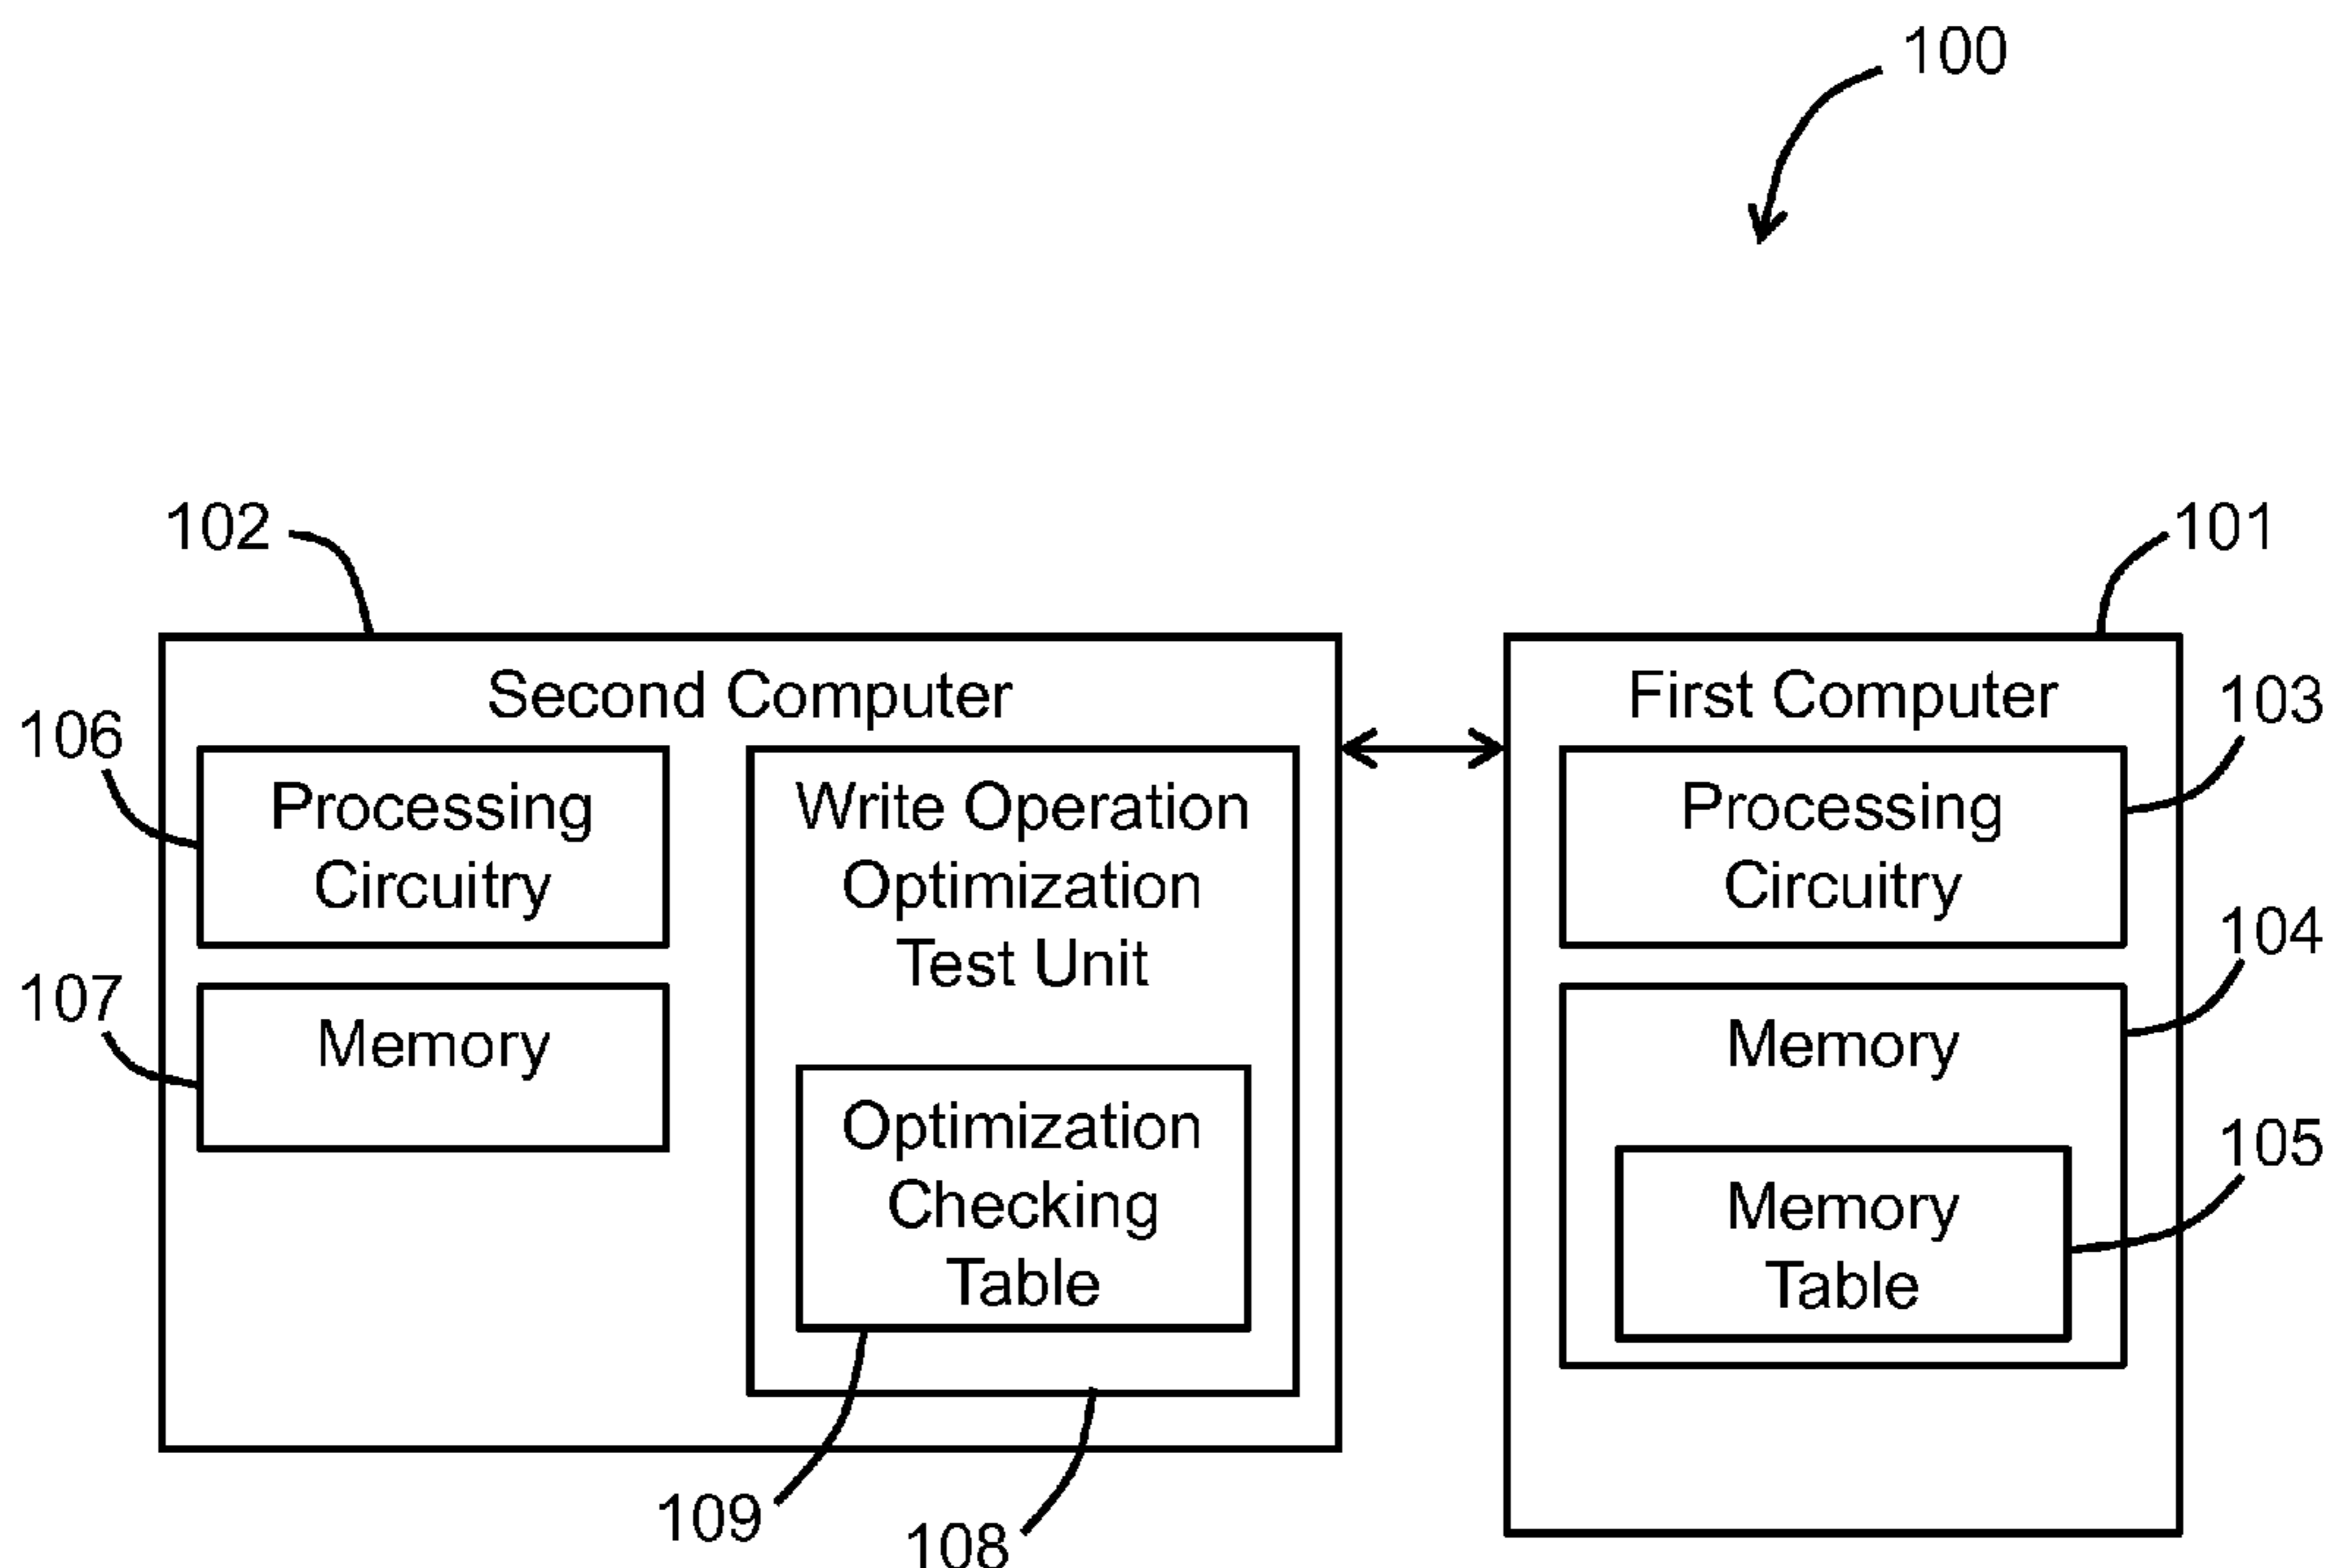 100
102
101
Second Computer
First Computer
103
106
Processing
Circuitry
Write Operation
Optimization
Test Unit
Processing
Circuitry
104
107
Memory
Memory
Optimization
Checking
Table
105
Memory
Table
109
108